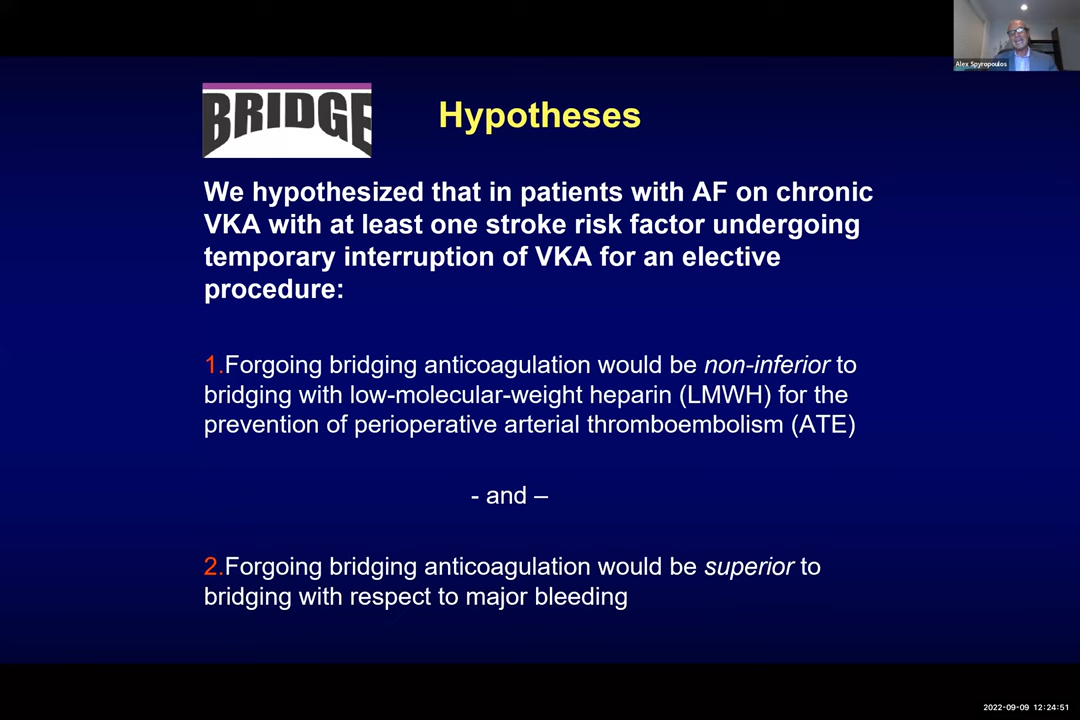 Alex Spyropoulos
BRIDGE
Hypotheses
We hypothesized that in patients with AF on chronic
VKA with at least one stroke risk factor undergoing
temporary interruption of VKA for an elective
procedure:
1.Forgoing bridging anticoagulation would be non-inferior to
bridging with low-molecular-weight heparin (LMWH) for the
prevention of perioperative arterial thromboembolism (ATE)
- and –
2.Forgoing bridging anticoagulation would be superior to
bridging with respect to major bleeding
2022-09-09 12:24:51